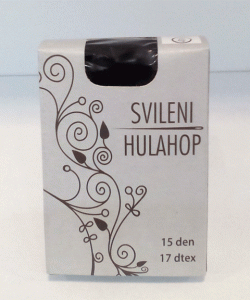 SVILENI
HULAHOP
15 den
17 dtex